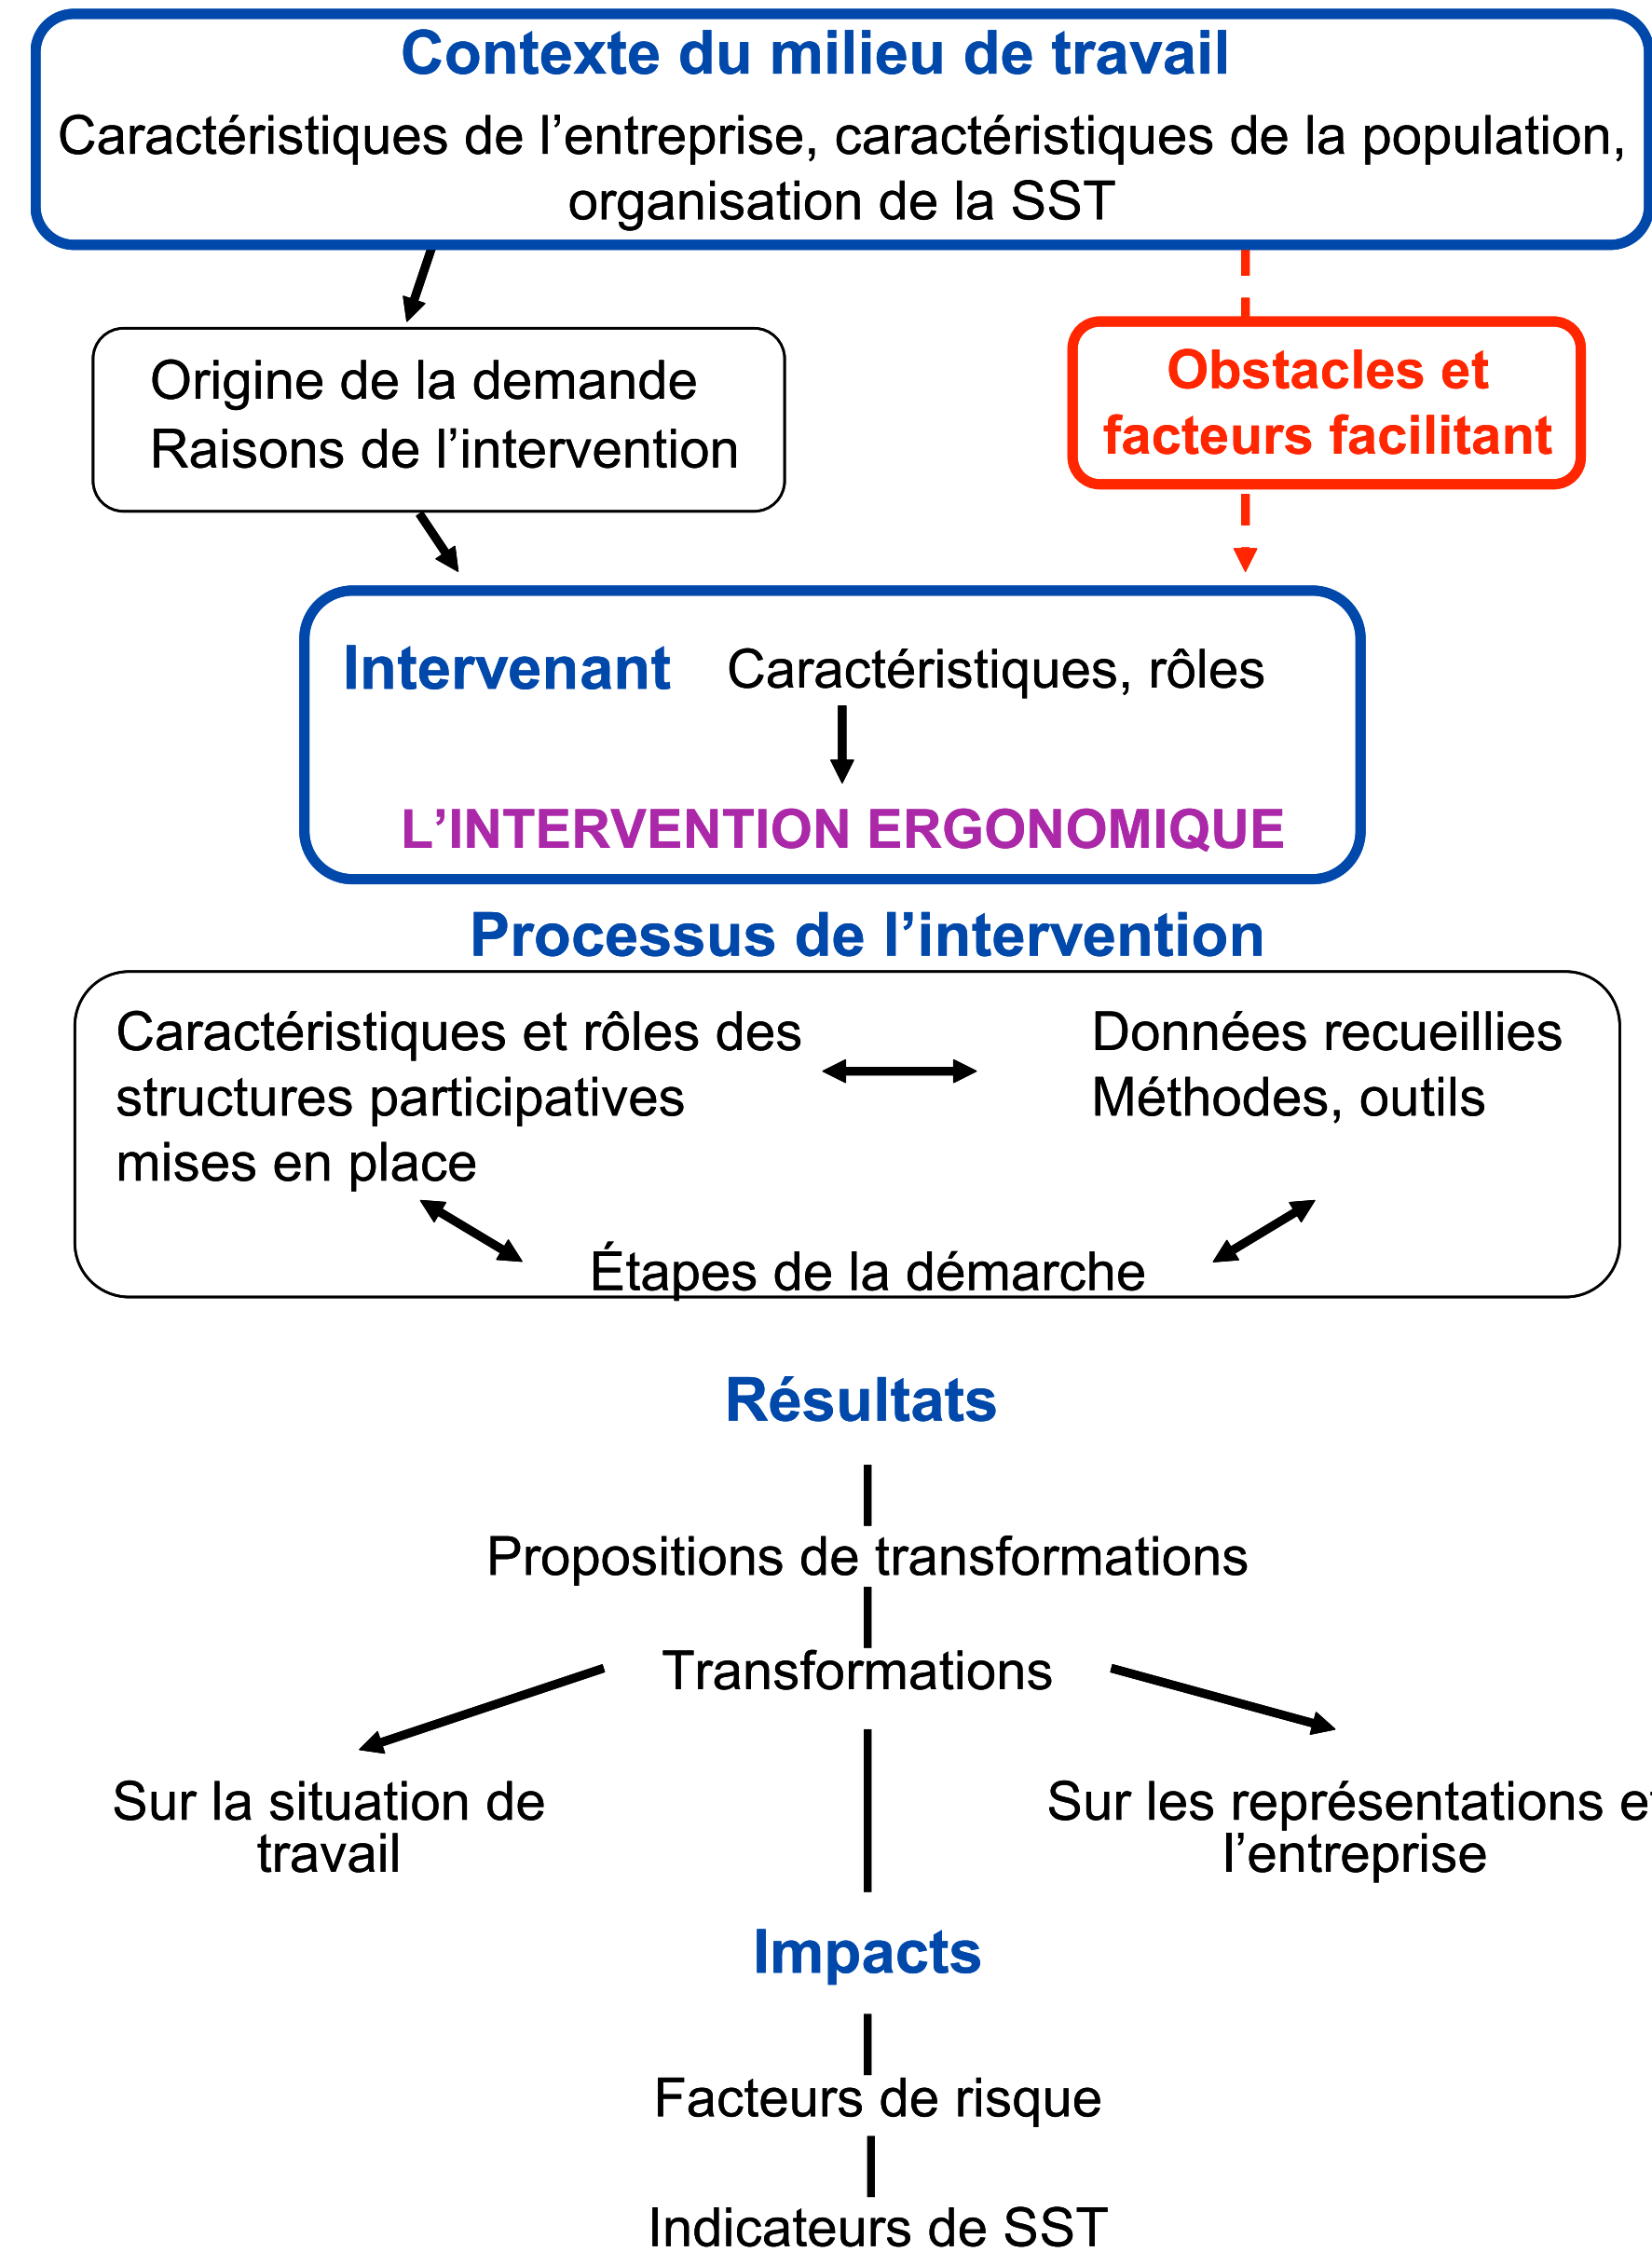 Contexte du milieu de travail
Caractéristiques de l’entreprise, caractéristiques de la population,
organisation de la SST
Origine de la demande
Raisons de l’intervention
Obstacles et
facteurs facilitant
Intervenant Caractéristiques, rôles
L’INTERVENTION ERGONOMIQUE
Processus de l’intervention
Caractéristiques et rôles des
structures participatives
mises en place
Données recueillies
Méthodes, outils
Étapes de la démarche
Résultats
Propositions de transformations
Transformations
Sur la situation de
travail
Sur les représentations et
l’entreprise
Impacts
Facteurs de risque
Indicateurs de SST